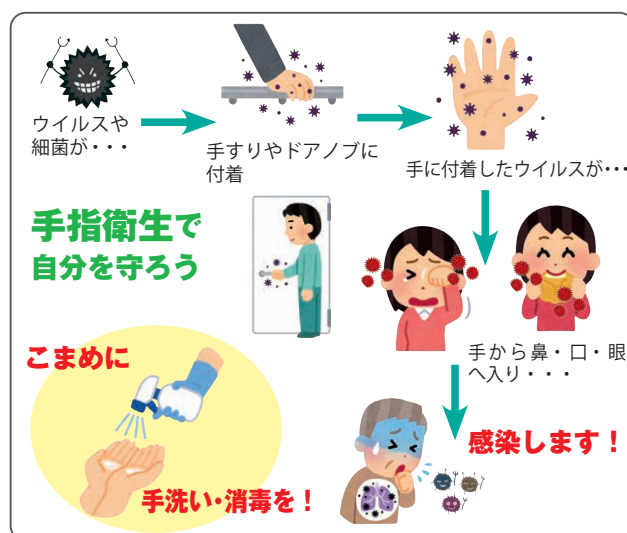 ウイルスや
細菌が・・・
手すりやドアノブに
付着
手に付着したウイルスが・・・
手指衛生で
自分を守ろう
手から鼻・口・眼
へ入り・・・
感染します！
こまめに
手洗い・消毒を！